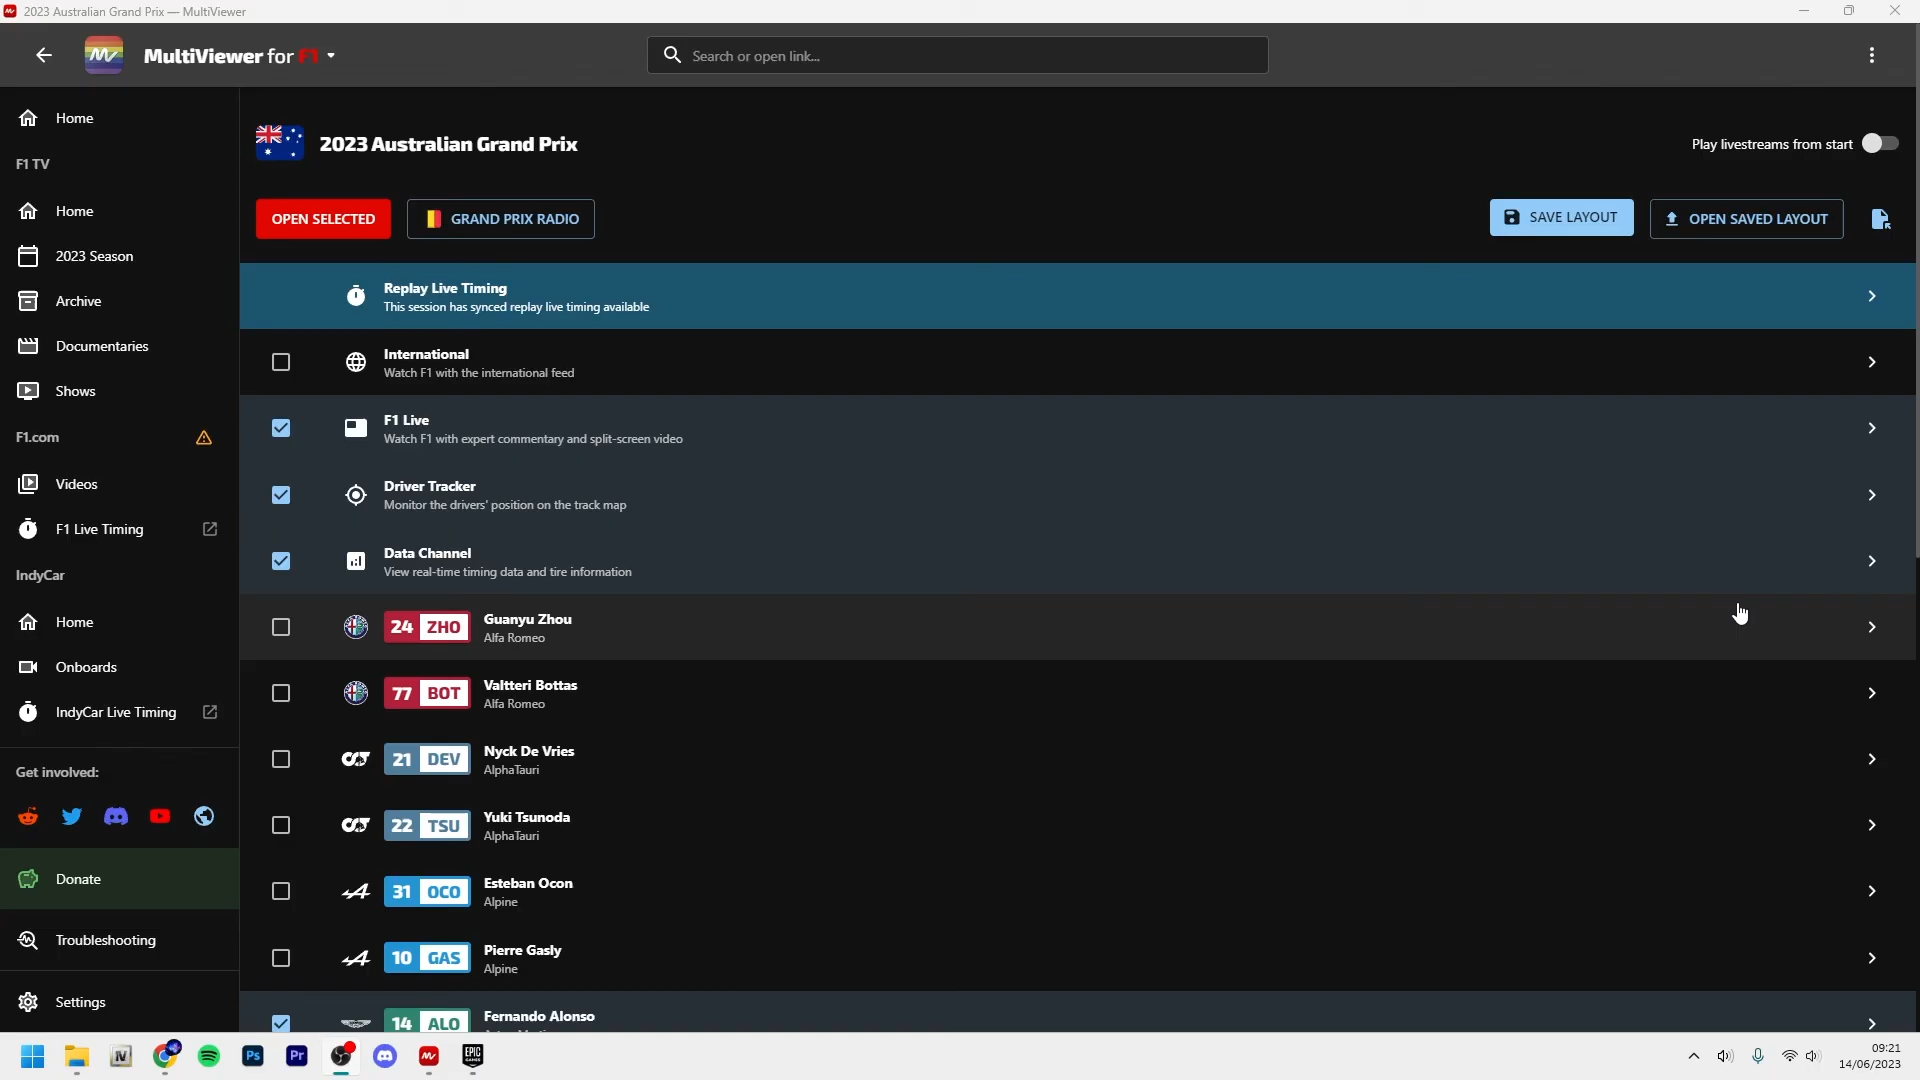 2023 Australian Grand Prix — MultiViewer
MultiViewer for F1
Search or open link...
Home
F1 TV
Home
2023 Season
Archive
Documentaries
Shows
F1.com
Videos
F1 Live Timing
IndyCar
Home
Onboards
IndyCar Live Timing
Get involved:
Donate
Troubleshooting
Settings
2023 Australian Grand Prix
Play livestreams from start
OPEN SELECTED
GRAND PRIX RADIO
SAVE LAYOUT
OPEN SAVED LAYOUT
Replay Live Timing
This session has synced replay live timing available
International
Watch F1 with the international feed
F1 Live
Watch F1 with expert commentary and split-screen video
Driver Tracker
Monitor the drivers' position on the track map
Data Channel
View real-time timing data and tire information
24 ZHO
Guanyu Zhou
Alfa Romeo
77 BOT
Valtteri Bottas
Alfa Romeo
21 DEV
Nyck De Vries
AlphaTauri
22 TSU
Yuki Tsunoda
AlphaTauri
31 OCO
Esteban Ocon
Alpine
10 GAS
Pierre Gasly
Alpine
14 ALO
Fernando Alonso
Ps
Pr
EPIC
GAMES
09:21
14/06/2023